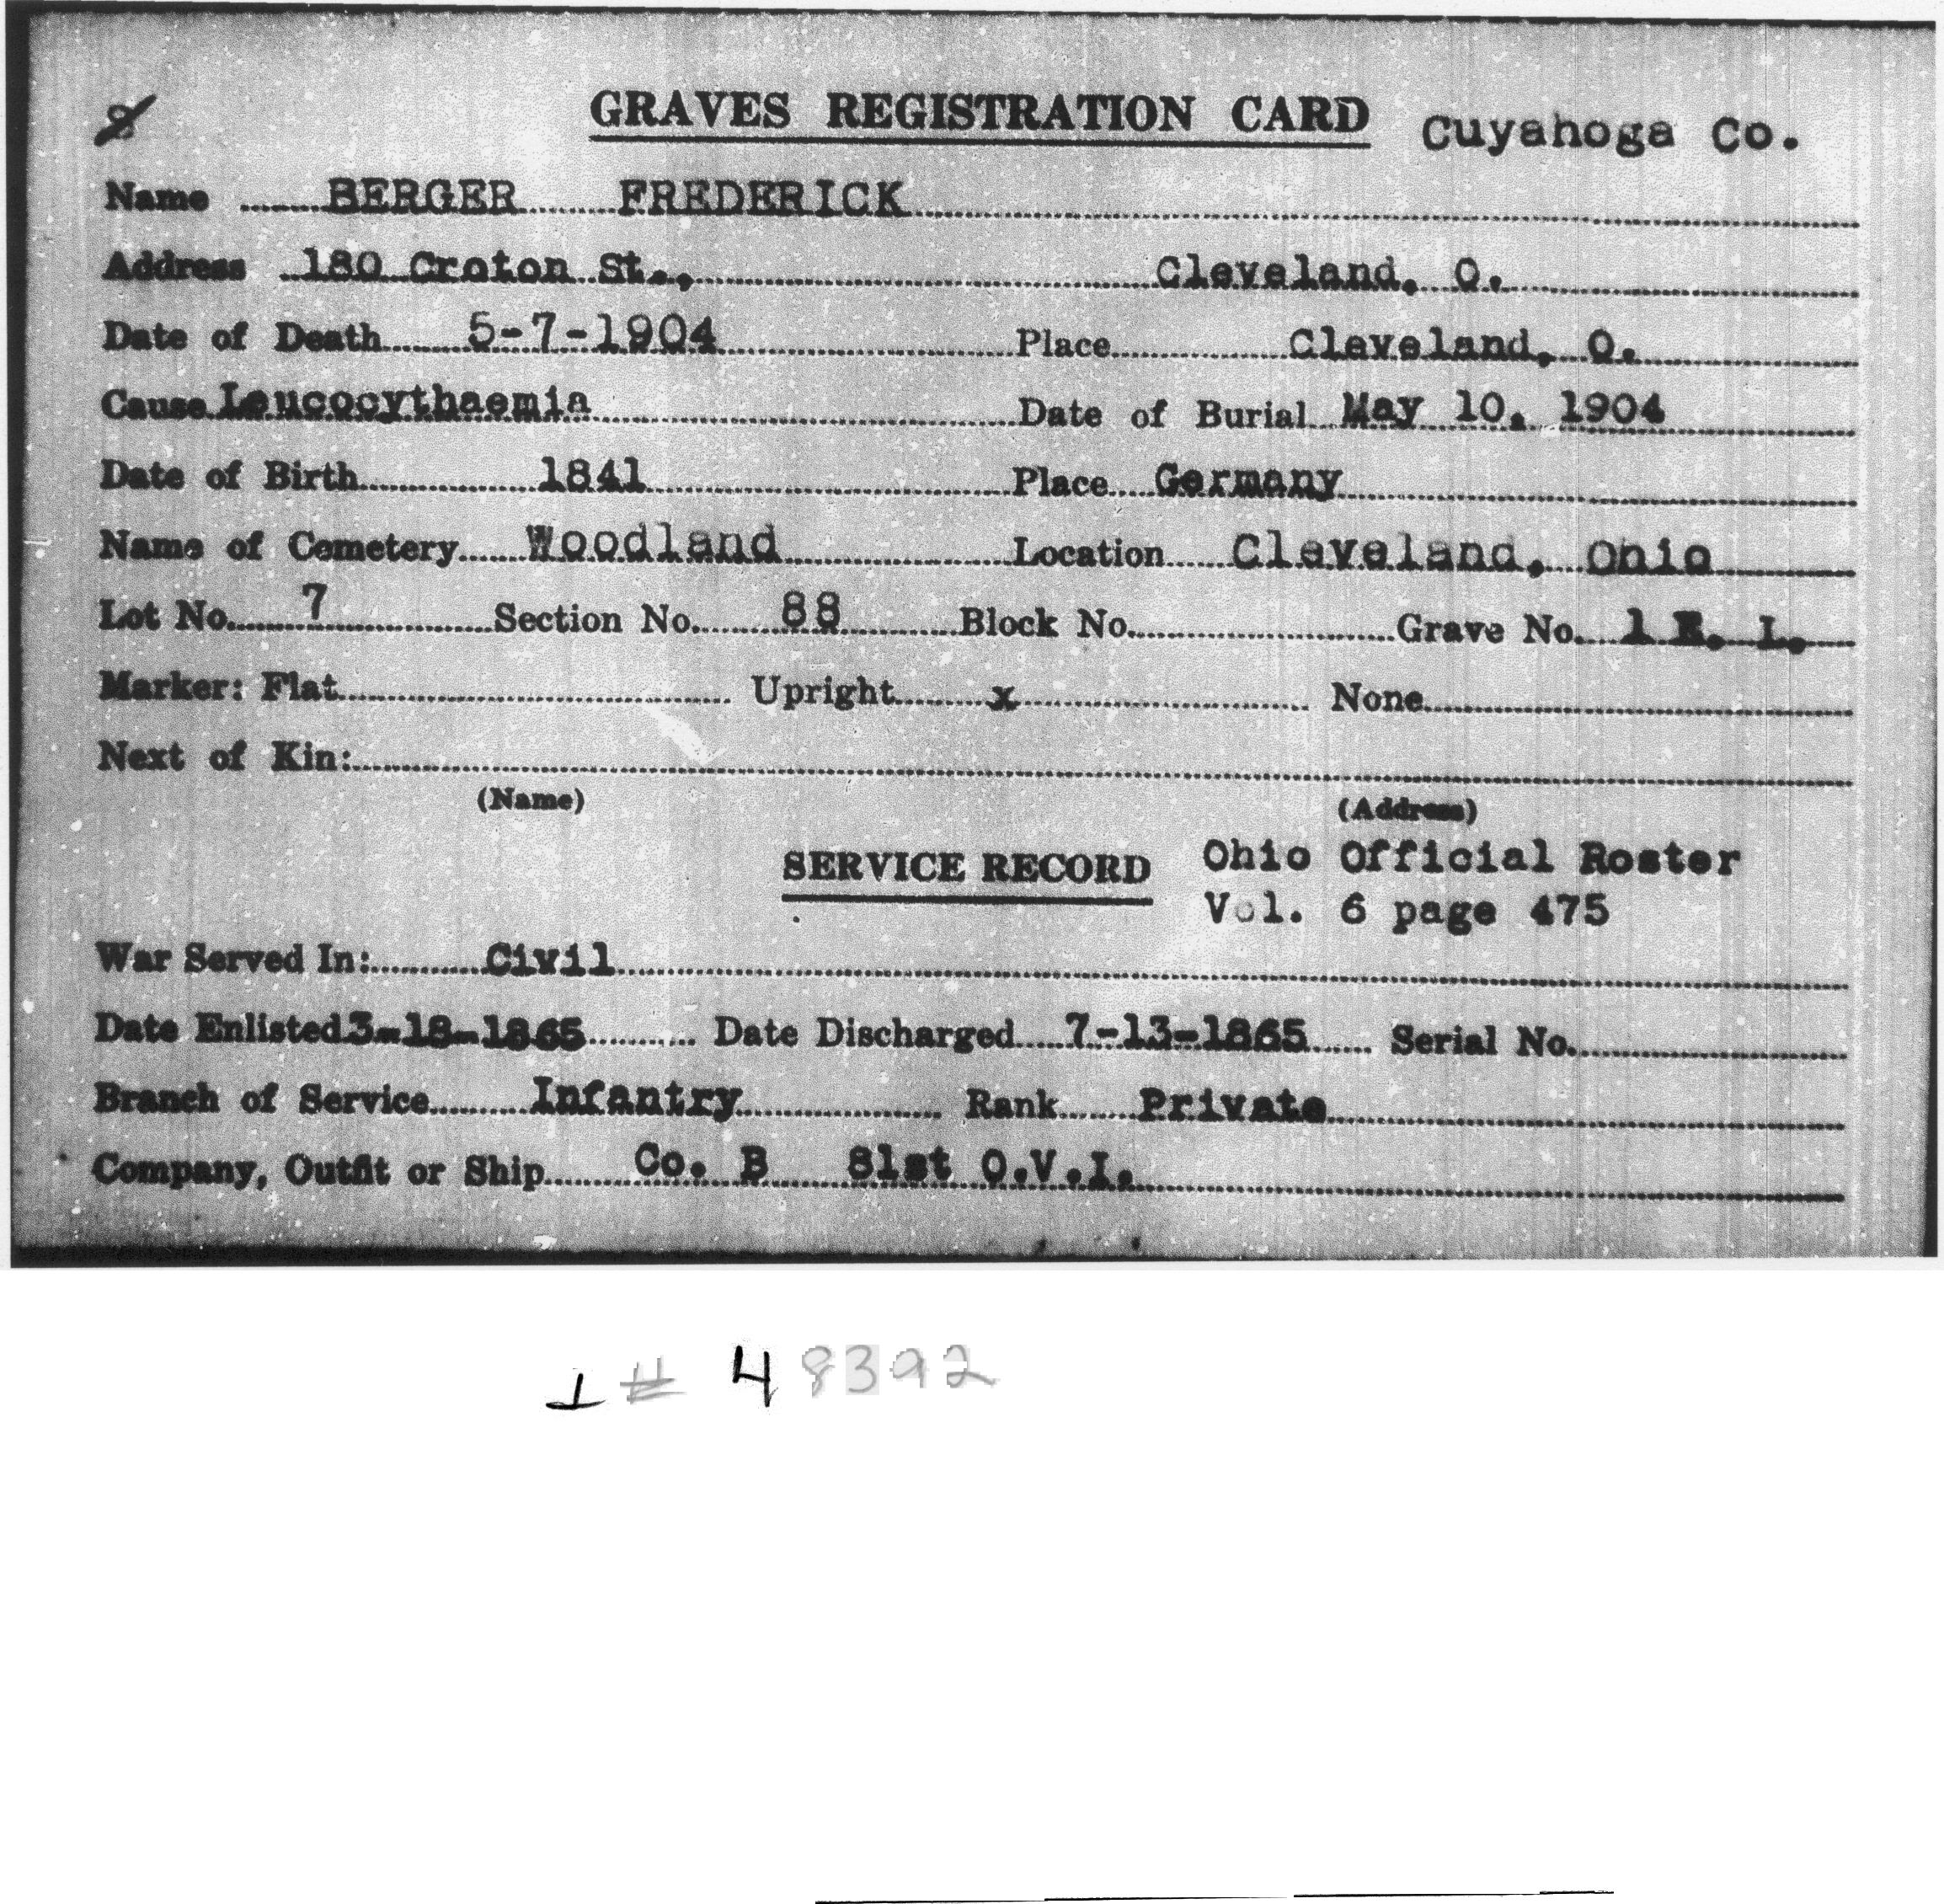 8
GRAVES REGISTRATION CARD Cuyahoga Co.
Name BERGER FREDERICK
Address 180 Croton St., Cleveland, O.
Date of Death 5-7-1904 Place Cleveland, O.
Cause Leucocythaemia Date of Burial May 10, 1904
Date of Birth 1841 Place Germany
Name of Cemetery Woodland Location Cleveland, Ohio
Lot No. 7 Section No. 88 Block No. Grave No. 1 E. L.
Marker: Flat Upright x None
Next of Kin:
(Name) (Address)
SERVICE RECORD Ohio Official Roster
Vol. 6 page 475
War Served In: Civil
Date Enlisted 3-18-1865 Date Discharged 7-13-1865 Serial No.
Branch of Service Infantry Rank Private
Company, Outfit or Ship Co. B 81st O.V.I.
I # 48392